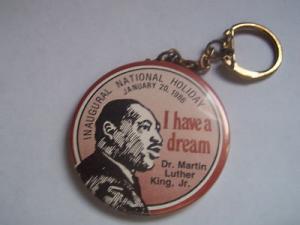 INAUGURAL NATIONAL HOLIDAY
JANUARY 20, 1986
I have a
dream
Dr. Martin
Luther
King, Jr.